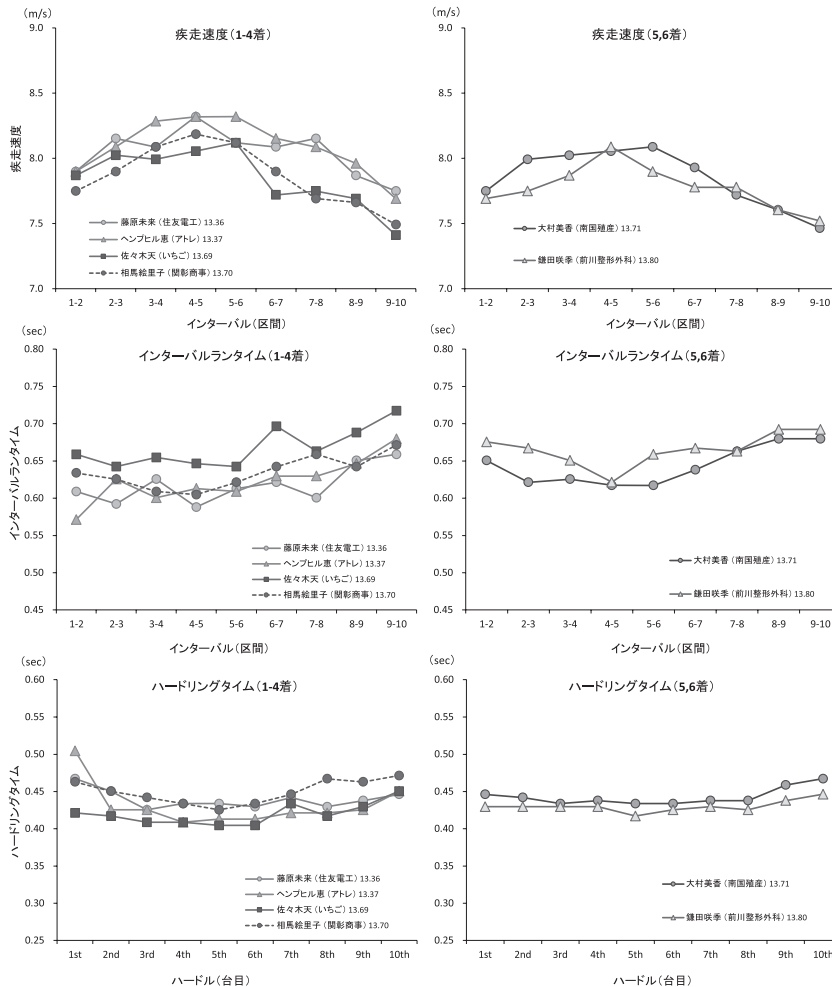 (m/s)
疾走速度(1-4着)
9.0
8.5
8.0
7.5
7.0
疾走速度
藤原未来(住友電工)13.36
ヘンプヒル恵(アトレ)13.37
佐々木天(いちご)13.69
相馬絵里子(関彰商事)13.70
1-2 2-3 3-4 4-5 5-6 6-7 7-8 8-9 9-10
インターバル(区間)
(m/s)
疾走速度(5,6着)
9.0
8.5
8.0
7.5
7.0
大村美香(南国殖産)13.71
鎌田咲季(前川整形外科)13.80
1-2 2-3 3-4 4-5 5-6 6-7 7-8 8-9 9-10
インターバル(区間)
(sec)
インターバルランタイム(1-4着)
0.80
0.75
0.70
0.65
0.60
0.55
0.50
0.45
インターバルランタイム
藤原未来(住友電工)13.36
ヘンプヒル恵(アトレ)13.37
佐々木天(いちご)13.69
相馬絵里子(関彰商事)13.70
1-2 2-3 3-4 4-5 5-6 6-7 7-8 8-9 9-10
インターバル(区間)
(sec)
インターバルランタイム(5,6着)
0.80
0.75
0.70
0.65
0.60
0.55
0.50
0.45
大村美香(南国殖産)13.71
鎌田咲季(前川整形外科)13.80
1-2 2-3 3-4 4-5 5-6 6-7 7-8 8-9 9-10
インターバル(区間)
(sec)
ハードリングタイム(1-4着)
0.60
0.55
0.50
0.45
0.40
0.35
0.30
0.25
ハードリングタイム
藤原未来(住友電工)13.36
ヘンプヒル恵(アトレ)13.37
佐々木天(いちご)13.69
相馬絵里子(関彰商事)13.70
1st 2nd 3rd 4th 5th 6th 7th 8th 9th 10th
ハードル(台目)
(sec)
ハードリングタイム(5,6着)
0.60
0.55
0.50
0.45
0.40
0.35
0.30
0.25
大村美香(南国殖産)13.71
鎌田咲季(前川整形外科)13.80
1st 2nd 3rd 4th 5th 6th 7th 8th 9th 10th
ハードル(台目)